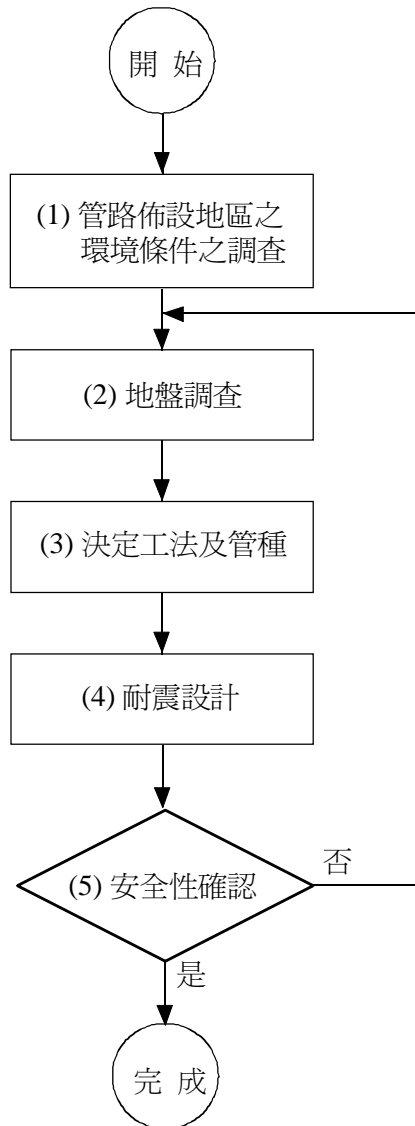 開 始
(1) 管路佈設地區之
環境條件之調查
(2) 地盤調查
(3) 決定工法及管種
(4) 耐震設計
(5) 安全性確認
否
是
完 成